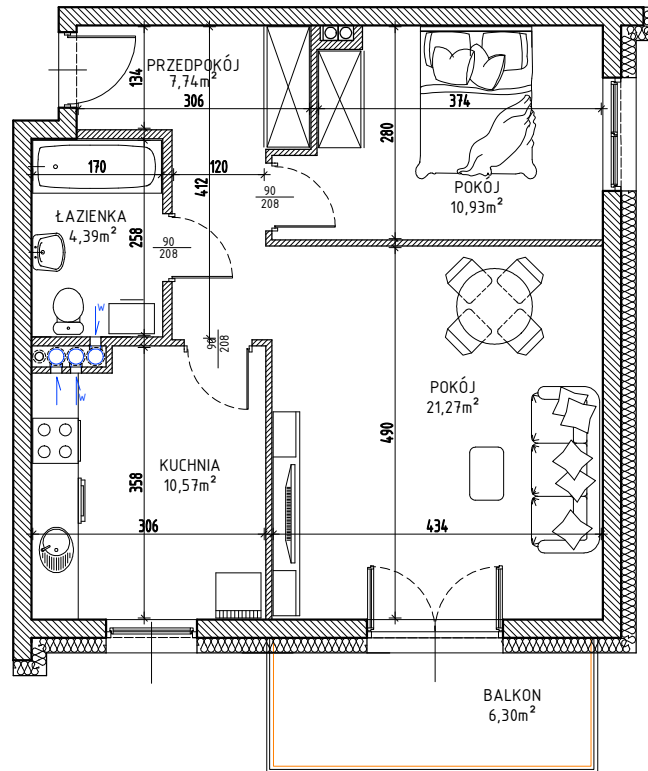 PRZEDPOKÓJ
7,74m²
134
306
374
280
POKÓJ
10,93m²
170
120
412
90
208
ŁAZIENKA
4,39m²
258
90
208
W
90
208
W
POKÓJ
21,27m²
490
KUCHNIA
10,57m²
358
306
434
BALKON
6,30m²